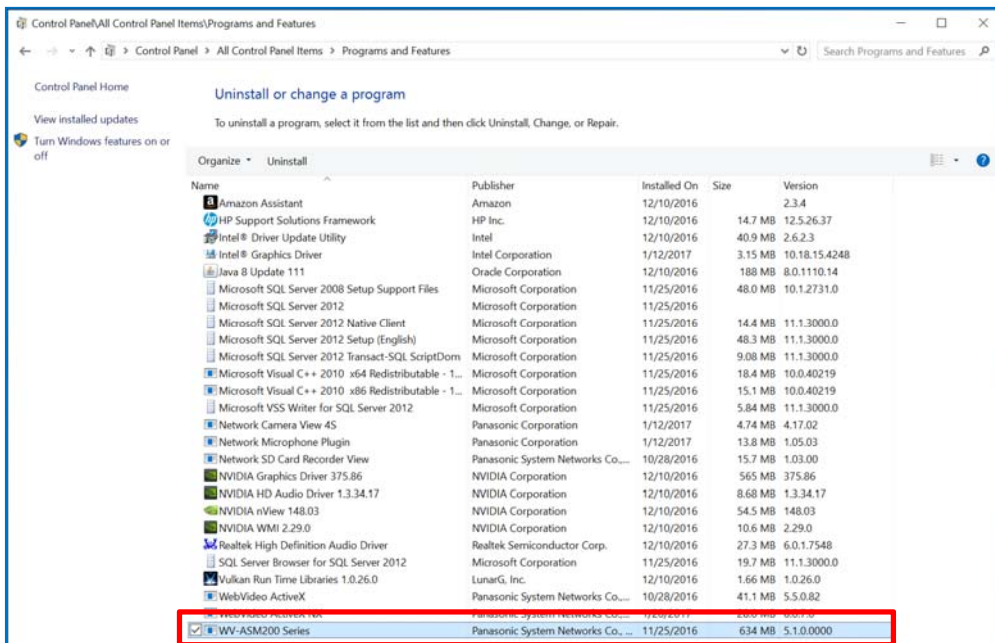 Control Panel\All Control Panel Items\Programs and Features
Control Panel > All Control Panel Items > Programs and Features
Search Programs and Features
Control Panel Home
View installed updates
Turn Windows features on or off
Uninstall or change a program
To uninstall a program, select it from the list and then click Uninstall, Change, or Repair.
Organize Uninstall
Name Publisher Installed On Size Version
Amazon Assistant Amazon 12/10/2016 2.3.4
HP Support Solutions Framework HP Inc. 12/10/2016 14.7 MB 12.5.26.37
Intel® Driver Update Utility Intel 12/10/2016 40.9 MB 2.6.2.3
Intel® Graphics Driver Intel Corporation 1/12/2017 3.15 MB 10.18.15.4248
Java 8 Update 111 Oracle Corporation 12/10/2016 188 MB 8.0.1110.14
Microsoft SQL Server 2008 Setup Support Files Microsoft Corporation 11/25/2016 48.0 MB 10.1.2731.0
Microsoft SQL Server 2012 Microsoft Corporation 11/25/2016
Microsoft SQL Server 2012 Native Client Microsoft Corporation 11/25/2016 14.4 MB 11.1.3000.0
Microsoft SQL Server 2012 Setup (English) Microsoft Corporation 11/25/2016 48.3 MB 11.1.3000.0
Microsoft SQL Server 2012 Transact-SQL ScriptDom Microsoft Corporation 11/25/2016 9.08 MB 11.1.3000.0
Microsoft Visual C++ 2010 x64 Redistributable - 1... Microsoft Corporation 11/25/2016 18.4 MB 10.0.40219
Microsoft Visual C++ 2010 x86 Redistributable - 1... Microsoft Corporation 11/25/2016 15.1 MB 10.0.40219
Microsoft VSS Writer for SQL Server 2012 Microsoft Corporation 11/25/2016 5.84 MB 11.1.3000.0
Network Camera View 4S Panasonic Corporation 1/12/2017 4.74 MB 4.17.02
Network Microphone Plugin Panasonic Corporation 1/12/2017 13.8 MB 1.05.03
Network SD Card Recorder View Panasonic System Networks Co.,... 10/28/2016 15.7 MB 1.03.00
NVIDIA Graphics Driver 375.86 NVIDIA Corporation 12/10/2016 565 MB 375.86
NVIDIA HD Audio Driver 1.3.34.17 NVIDIA Corporation 12/10/2016 8.68 MB 1.3.34.17
NVIDIA nView 148.03 NVIDIA Corporation 12/10/2016 54.5 MB 148.03
NVIDIA WMI 2.29.0 NVIDIA Corporation 12/10/2016 10.6 MB 2.29.0
Realtek High Definition Audio Driver Realtek Semiconductor Corp. 12/10/2016 27.3 MB 6.0.1.7548
SQL Server Browser for SQL Server 2012 Microsoft Corporation 11/25/2016 19.7 MB 11.1.3000.0
Vulkan Run Time Libraries 1.0.26.0 LunarG, Inc. 12/10/2016 1.66 MB 1.0.26.0
WebVideo ActiveX Panasonic System Networks Co.,... 10/28/2016 41.1 MB 5.5.0.82
WebVideo ActiveX NX Panasonic System Networks Co.,...
WV-ASM200 Series Panasonic System Networks Co., ... 11/25/2016 634 MB 5.1.0.0000